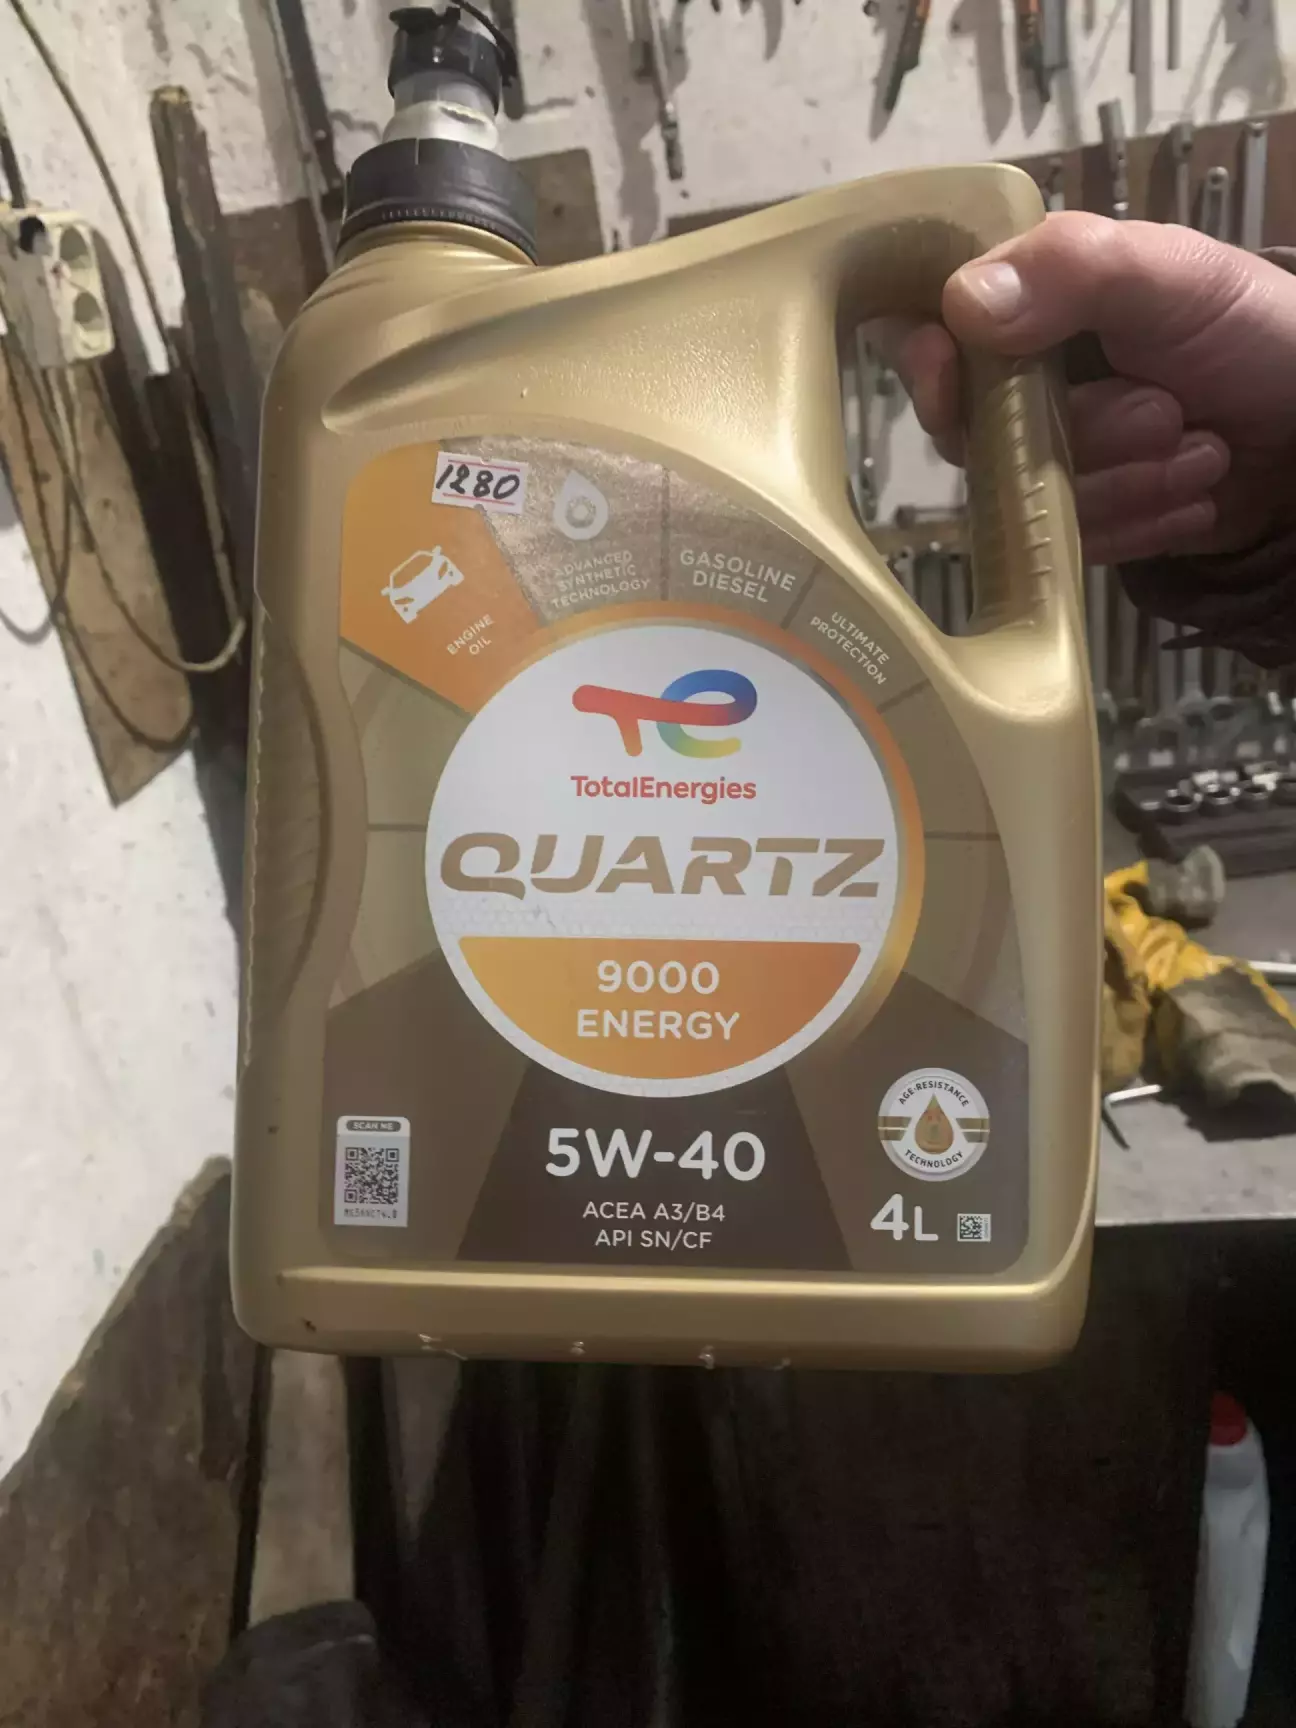 1280
ADVANCED
SYNTHETIC
TECHNOLOGY
GASOLINE
DIESEL
ULTIMATE
PROTECTION
ENGINE
OIL
TotalEnergies
QUARTZ
9000
ENERGY
5W-40
ACEA A3/B4
API SN/CF
SCAN ME
AGE-RESISTANCE
TECHNOLOGY
4L